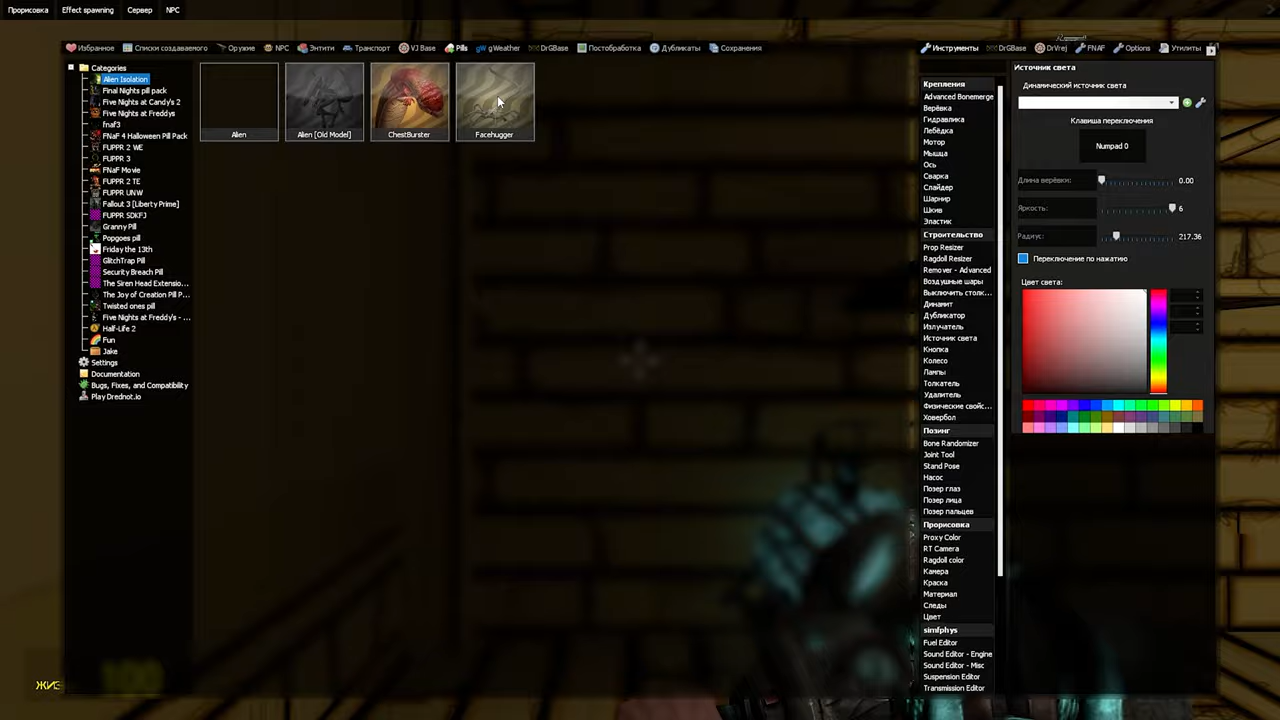 Прорисовка Effect spawning Сервер NPC
Избранное Списки создаваемого Оружие NPC Энтити Транспорт VJ Base Pills gWeather DrGBase Постобработка Дубликаты Сохранения
Categories
Alien Isolation
Final Nights pill pack
Five Nights at Candy's 2
Five Nights at Freddys
fnaf3
FNaF 4 Halloween Pill Pack
FUPPR 2 WE
FUPPR 3
FNaF Movie
FUPPR 2 TE
FUPPR UNW
Fallout 3 [Liberty Prime]
FUPPR SDKFJ
Granny Pill
Popgoes pill
Friday the 13th
GlitchTrap Pill
Security Breach Pill
The Siren Head Extensio...
The Joy of Creation Pill P...
Twisted ones pill
Five Nights at Freddy's - ...
Half-Life 2
Fun
Jake
Settings
Documentation
Bugs, Fixes, and Compatibility
Play Drednot.io
Alien Alien [Old Model] ChestBurster Facehugger
ЖИЗ
Инструменты DrGBase DrVrej FNAF Options Утилиты
Крепления
Advanced Bonemerge
Верёвка
Гидравлика
Лебёдка
Мотор
Мышца
Ось
Сварка
Слайдер
Шарнир
Шкив
Эластик
Строительство
Prop Resizer
Ragdoll Resizer
Remover - Advanced
Воздушные шары
Выключить столк...
Динамит
Дубликатор
Излучатель
Источник света
Кнопка
Колесо
Лампы
Толкатель
Удалитель
Физические свойс...
Ховербол
Позинг
Bone Randomizer
Joint Tool
Stand Pose
Насос
Позер глаз
Позер лица
Позер пальцев
Прорисовка
Proxy Color
RT Camera
Ragdoll color
Камера
Краска
Материал
Следы
Цвет
simfphys
Fuel Editor
Sound Editor - Engine
Sound Editor - Misc
Suspension Editor
Transmission Editor
Источник света
Динамический источник света
Клавиша переключения
Numpad 0
Длина верёвки: 0.00
Яркость: 6
Радиус: 217.36
Переключение по нажатию
Цвет света: